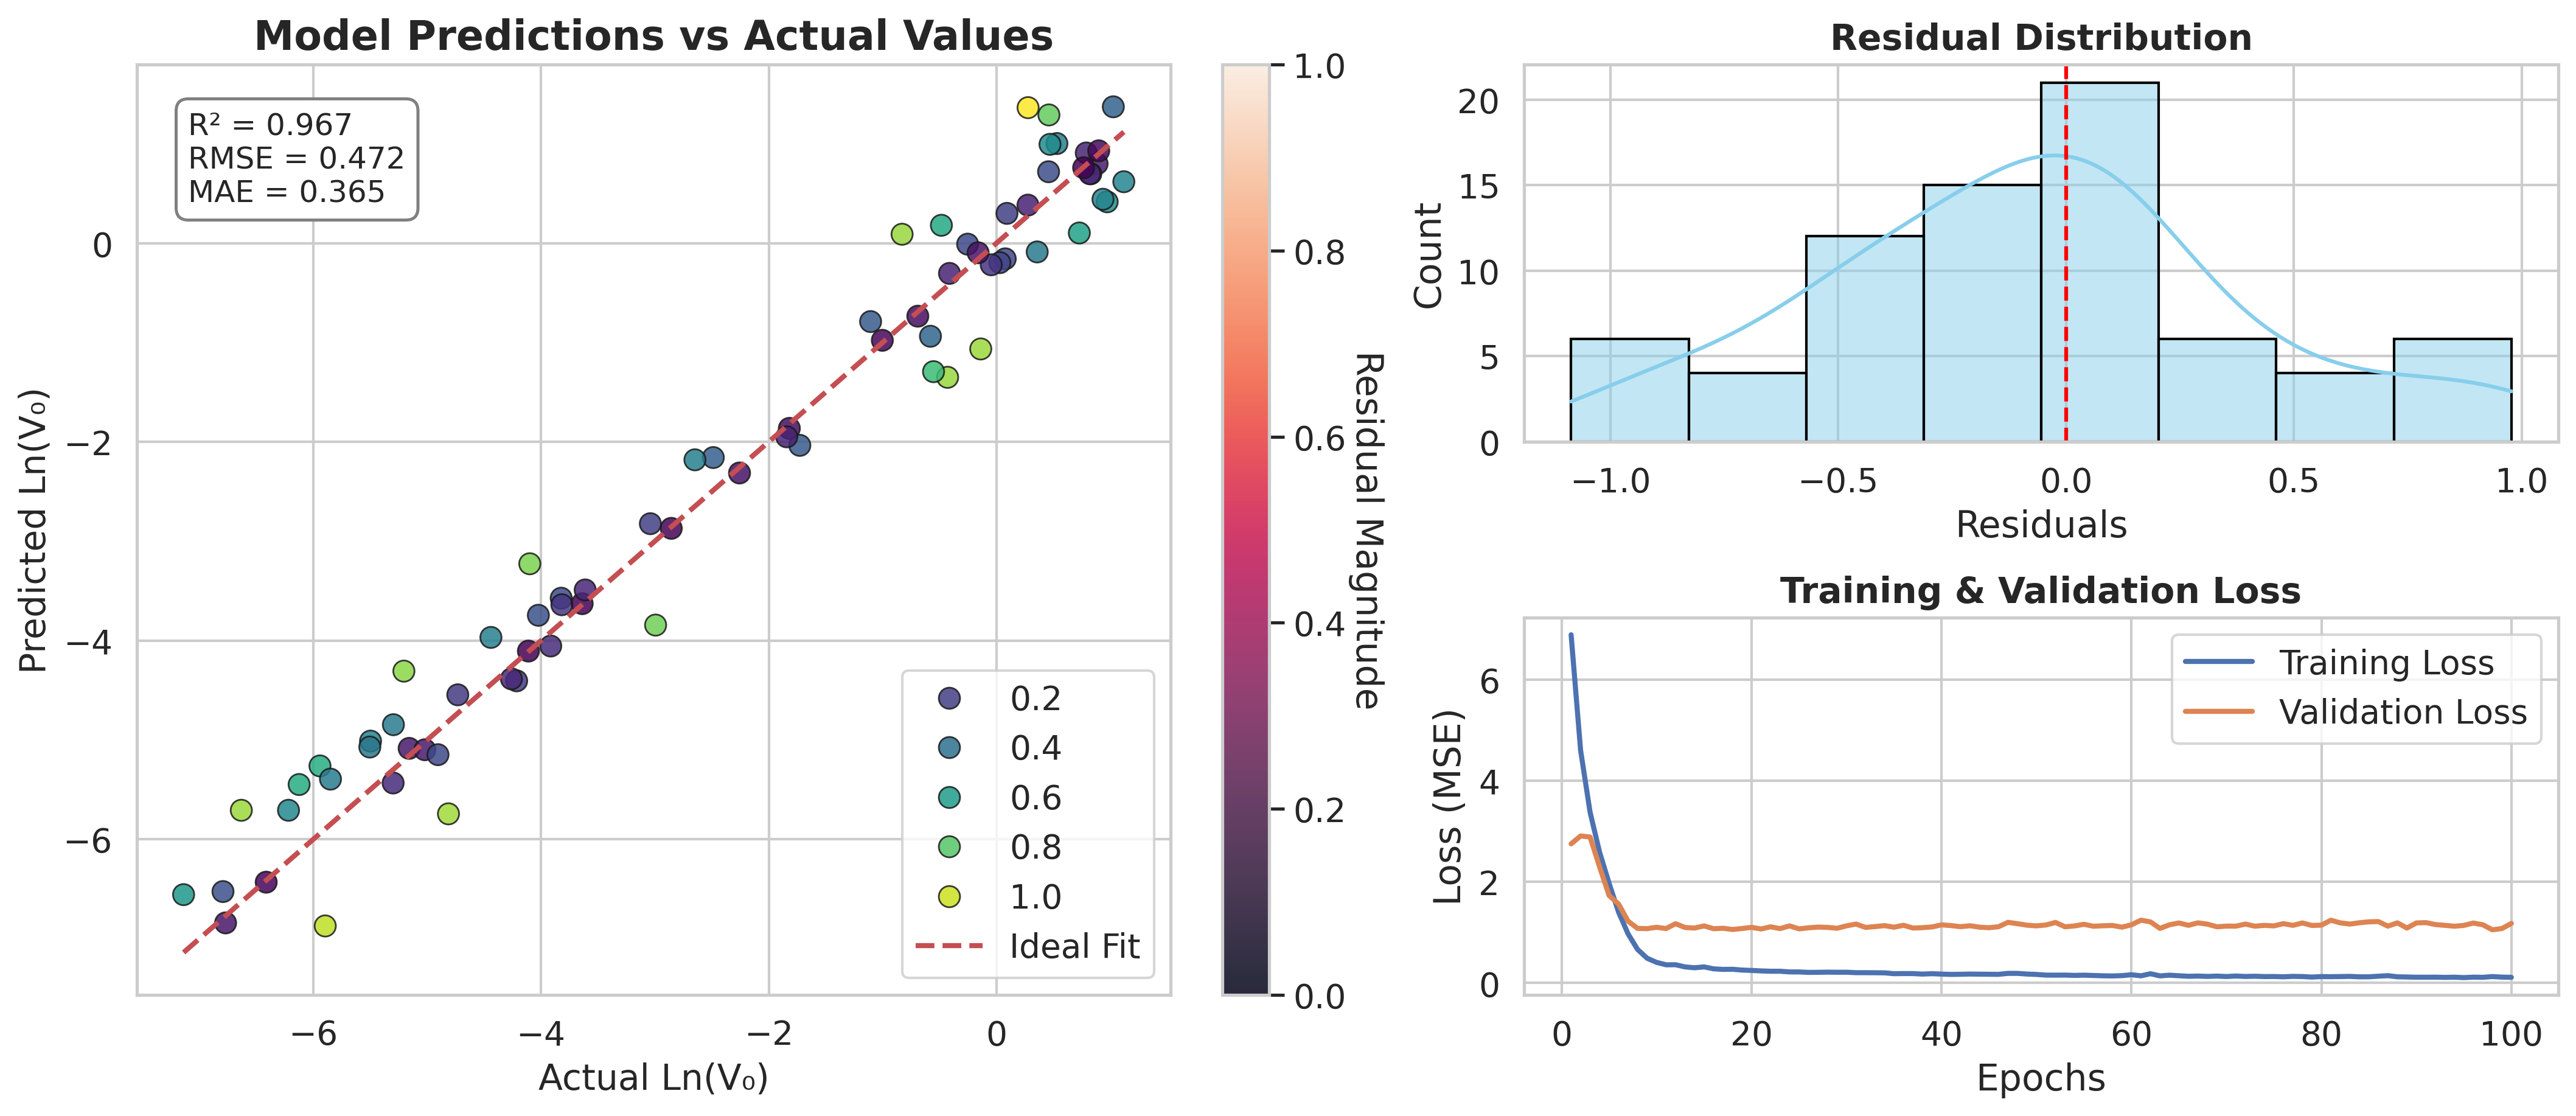 Model Predictions vs Actual Values
R² = 0.967
RMSE = 0.472
MAE = 0.365
Predicted Ln(V₀)
0
−2
−4
−6
−6
−4
−2
0
Actual Ln(V₀)
0.2
0.4
0.6
0.8
1.0
Ideal Fit
1.0
0.8
0.6
0.4
0.2
0.0
Residual Magnitude
Residual Distribution
Count
20
15
10
5
0
−1.0
−0.5
0.0
0.5
1.0
Residuals
Training & Validation Loss
Loss (MSE)
6
4
2
0
Training Loss
Validation Loss
0
20
40
60
80
100
Epochs